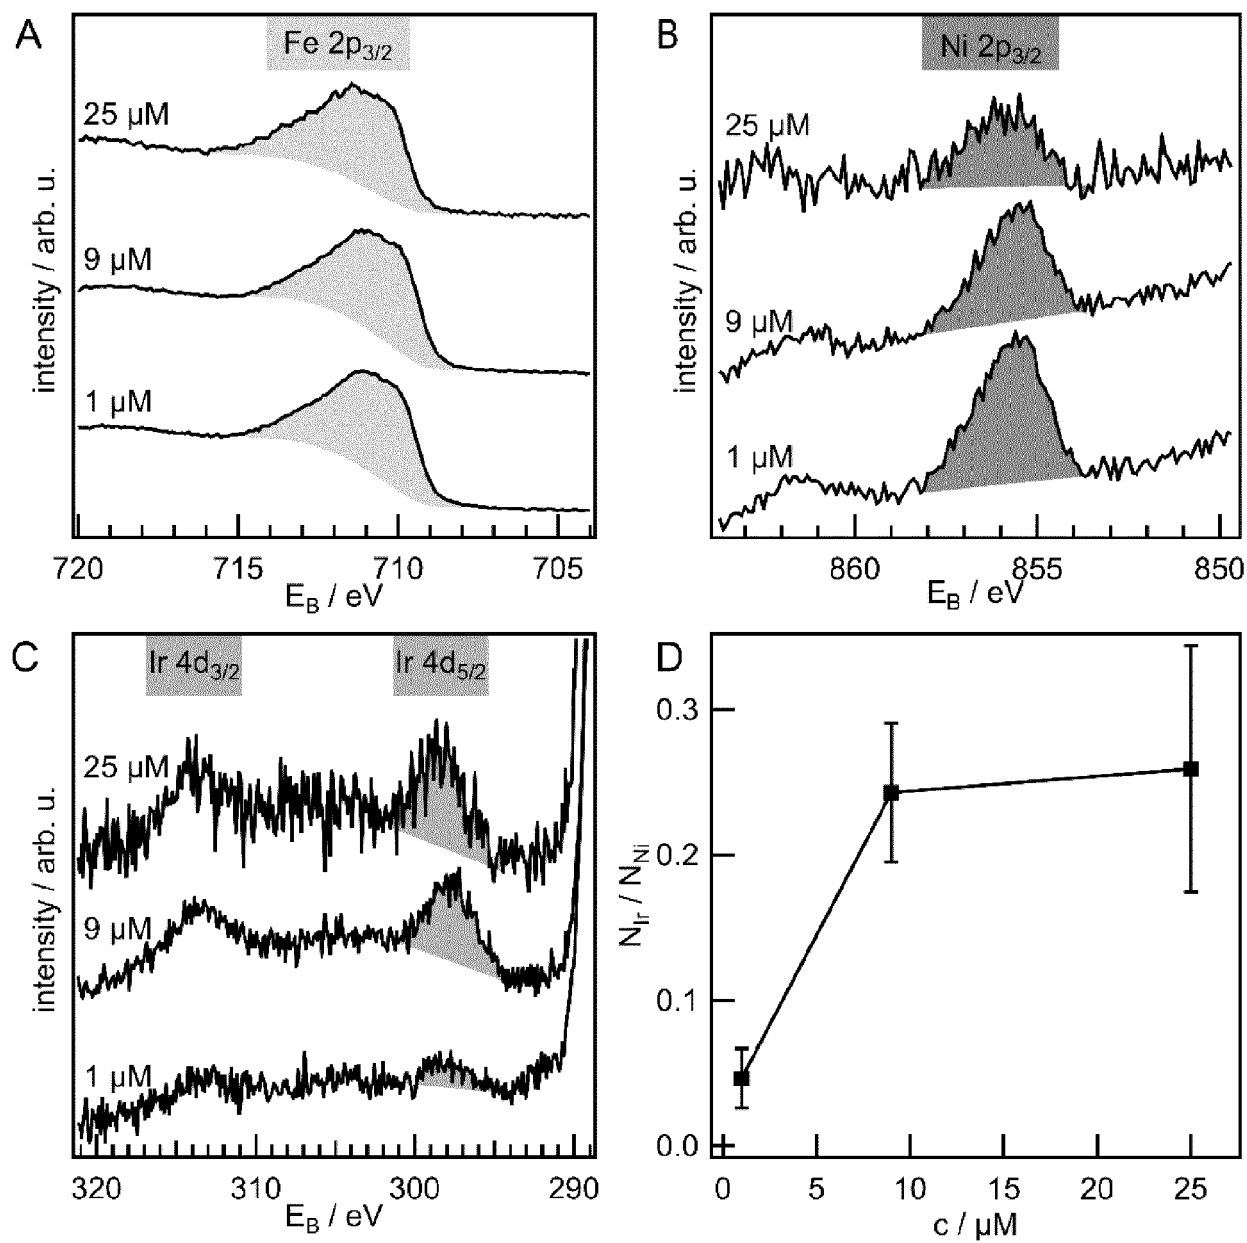 A
Fe 2p3/2
25 µM
9 µM
1 µM
intensity / arb. u.
720 715 710 705
EB / eV
B
Ni 2p3/2
25 µM
9 µM
1 µM
intensity / arb. u.
860 855 850
EB / eV
C
Ir 4d3/2 Ir 4d5/2
25 µM
9 µM
1 µM
intensity / arb. u.
320 310 300 290
EB / eV
D
0.3
0.2
0.1
0.0
NIr / NNi
0 5 10 15 20 25
c / µM